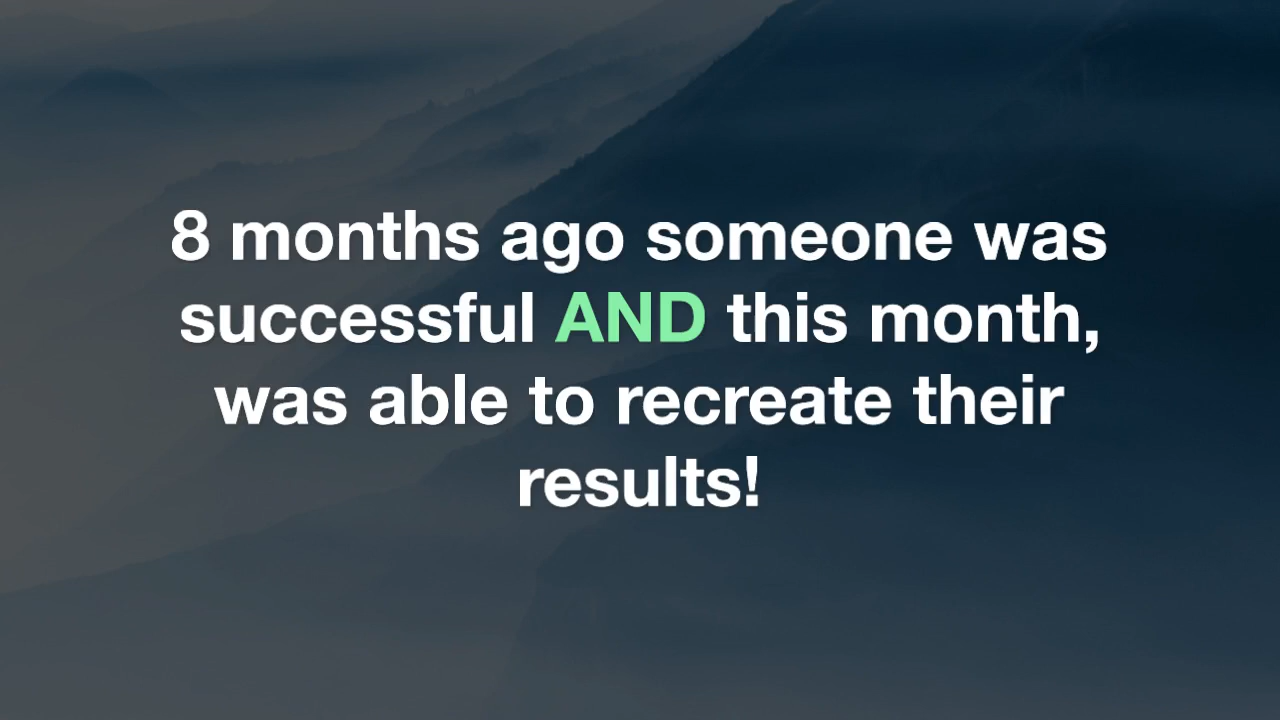 8 months ago someone was
successful AND this month,
was able to recreate their
results!